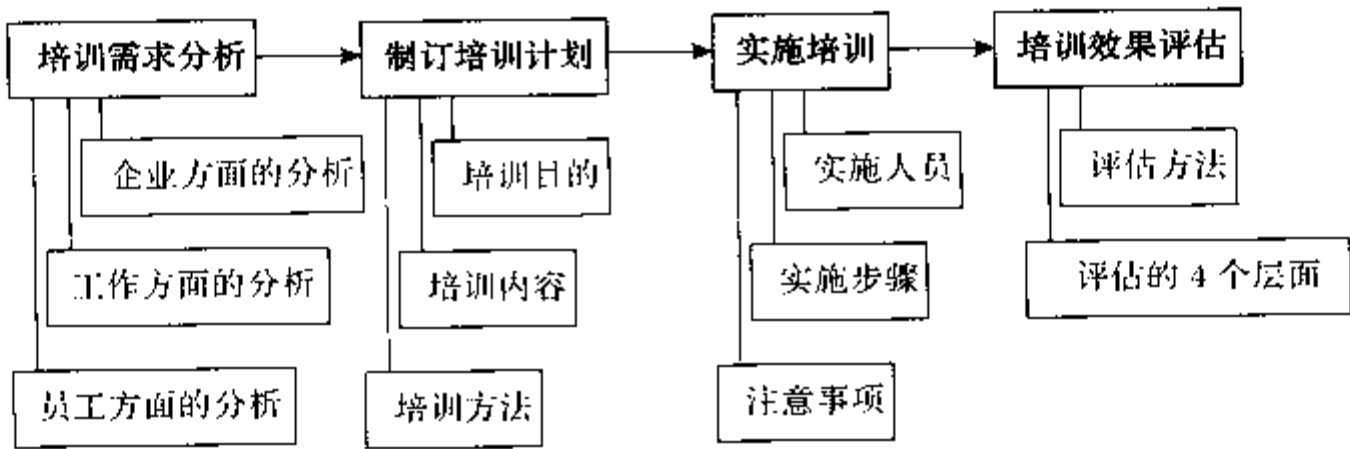 培训需求分析
制订培训计划
实施培训
培训效果评估
企业方面的分析
培训目的
实施人员
评估方法
工作方面的分析
培训内容
实施步骤
评估的 4 个层面
员工方面的分析
培训方法
注意事项